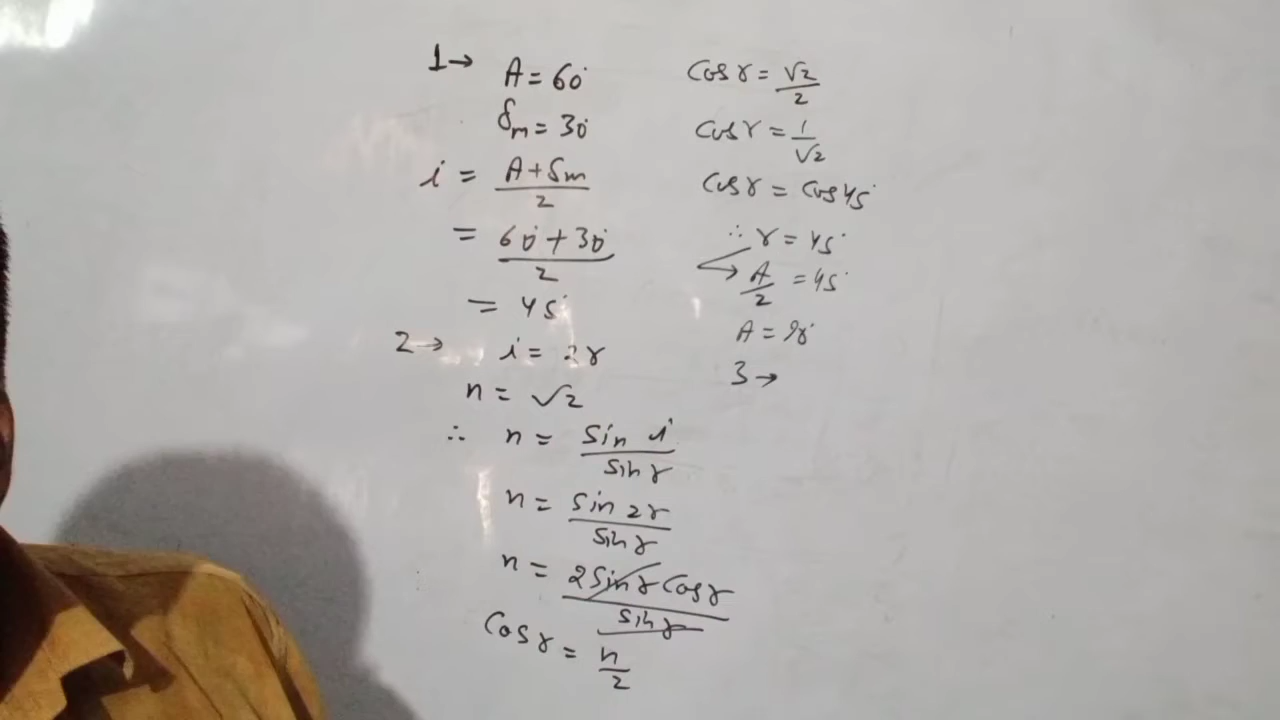 1→ A = 60°
δm = 30°
i = A + δm / 2
= 60° + 30° / 2
= 45°
2→ i = 2r
n = √2
∴ n = sin i / sin r
n = sin 2r / sin r
n = 2 sin r cos r / sin r
Cos r = n / 2
Cos r = √2 / 2
Cos r = 1 / √2
Cos r = Cos 45°
∴ r = 45°
→ A / 2 = 45°
A = 90°
3→